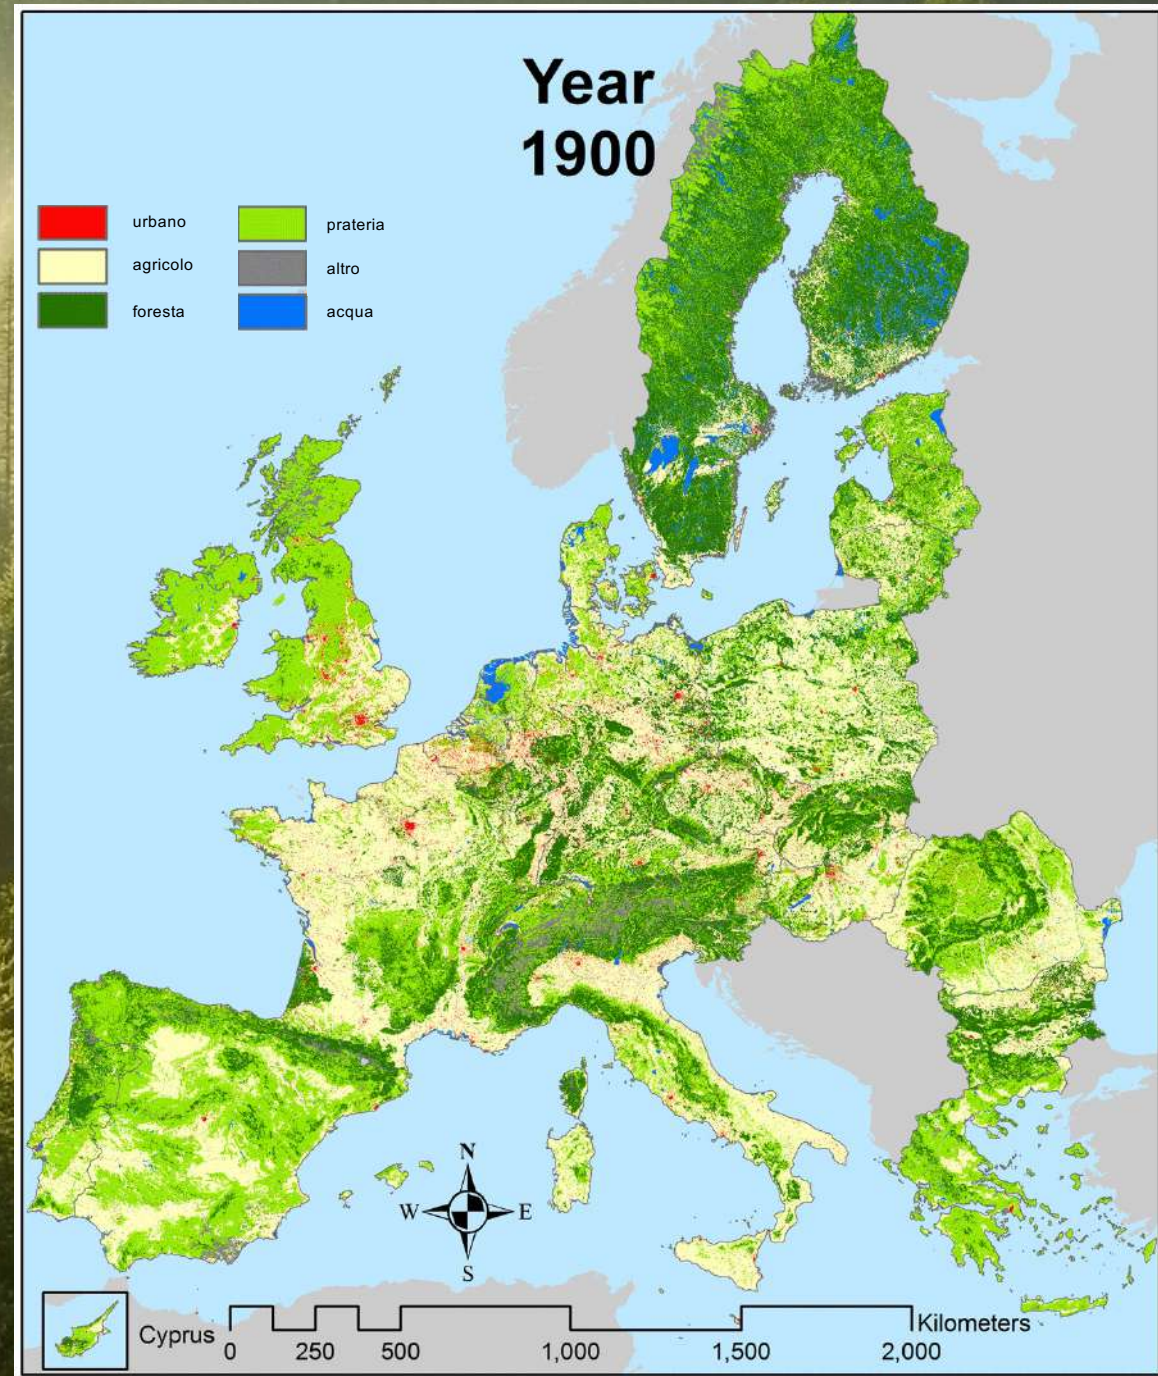 Year
1900
urbano
prateria
agricolo
altro
foresta
acqua
N
W
E
S
Cyprus
Kilometers
0
250
500
1,000
1,500
2,000